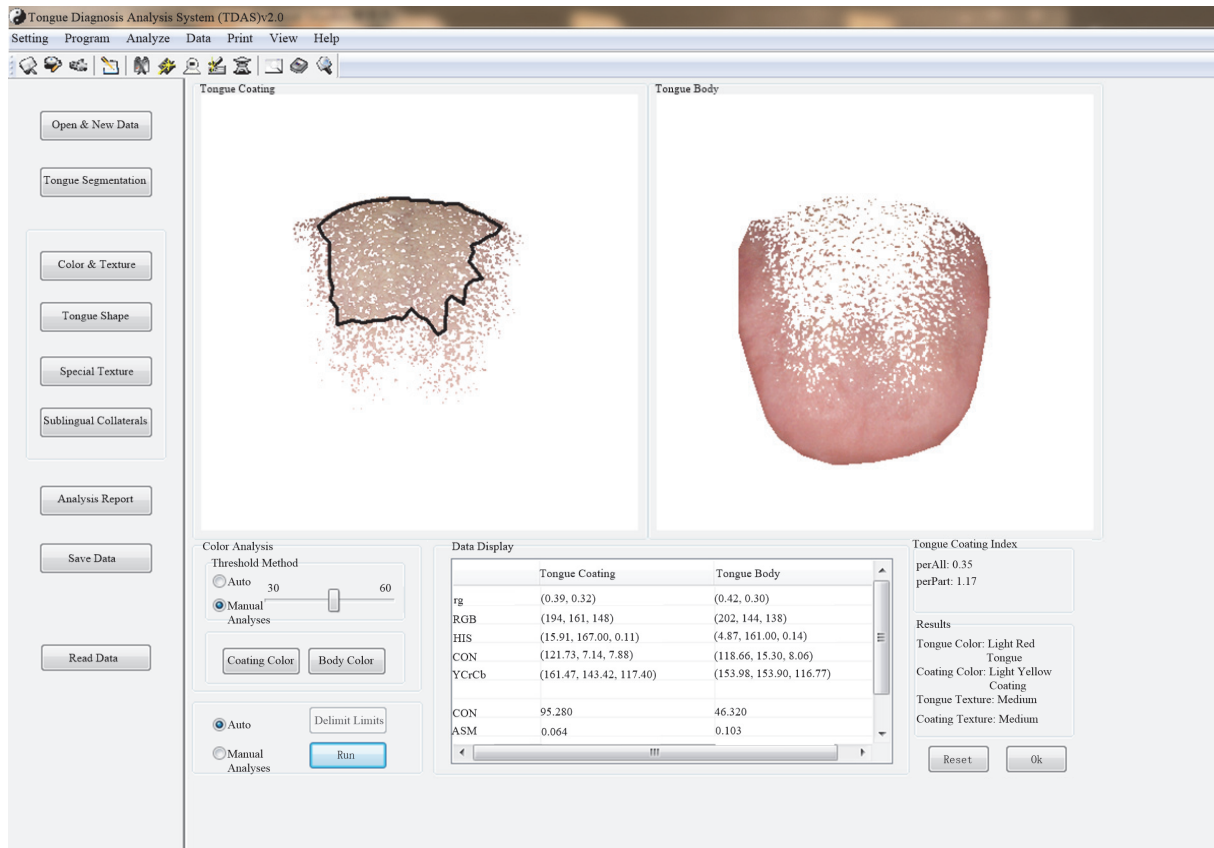 Tongue Diagnosis Analysis System (TDAS)v2.0
Setting Program Analyze Data Print View Help
Open & New Data
Tongue Segmentation
Color & Texture
Tongue Shape
Special Texture
Sublingual Collaterals
Analysis Report
Save Data
Read Data
Tongue Coating
Tongue Body
Color Analysis
Threshold Method
Auto
30 60
Manual
Analyses
Coating Color Body Color
Auto
Delimit Limits
Manual
Analyses
Run
Data Display
Tongue Coating Tongue Body
rg (0.39, 0.32) (0.42, 0.30)
RGB (194, 161, 148) (202, 144, 138)
HIS (15.91, 167.00, 0.11) (4.87, 161.00, 0.14)
CON (121.73, 7.14, 7.88) (118.66, 15.30, 8.06)
YCrCb (161.47, 143.42, 117.40) (153.98, 153.90, 116.77)
CON 95.280 46.320
ASM 0.064 0.103
Tongue Coating Index
perAll: 0.35
perPart: 1.17
Results
Tongue Color: Light Red
Tongue
Coating Color: Light Yellow
Coating
Tongue Texture: Medium
Coating Texture: Medium
Reset Ok